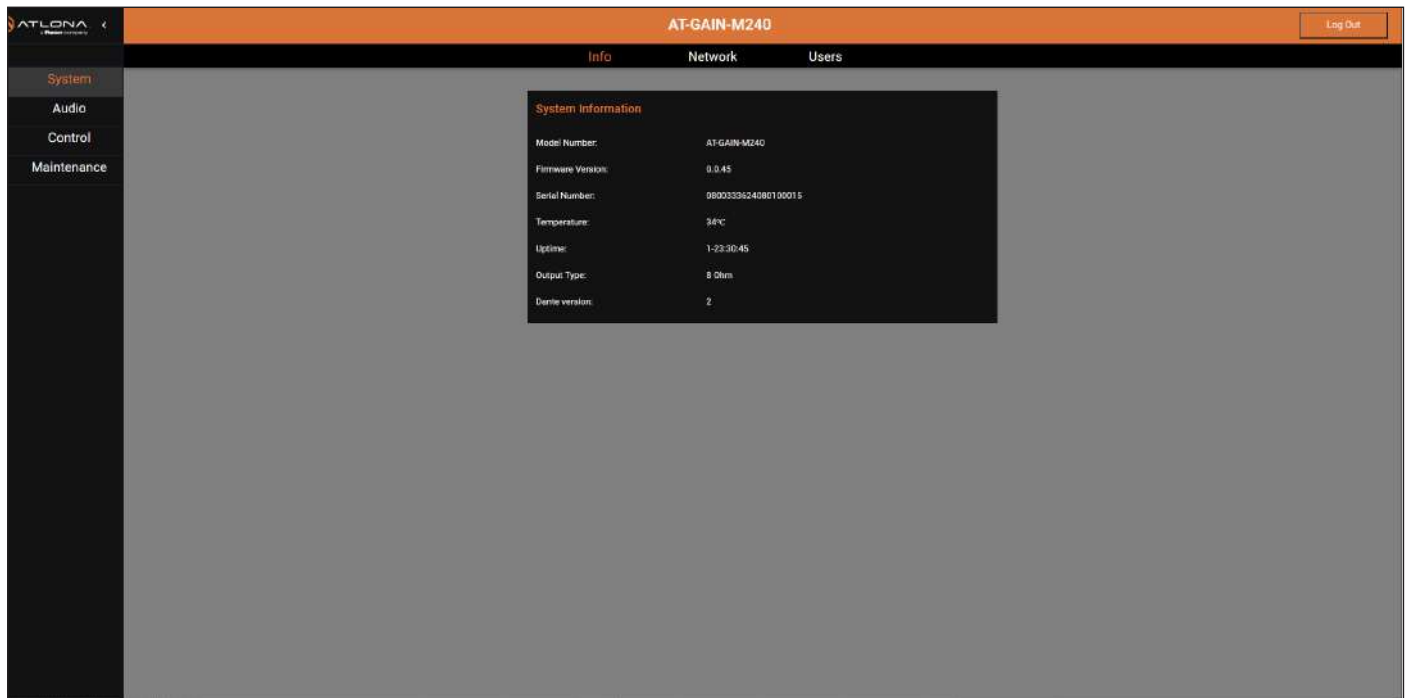 ATLONA
AT-GAIN-M240
Log Out
Info Network Users
System
Audio
Control
Maintenance
System Information
Model Number: AT-GAIN-M240
Firmware Version: 0.0.45
Serial Number: 0800333624080100015
Temperature: 34°C
Uptime: 1-23:30:45
Output Type: 8 Ohm
Dante version: 2